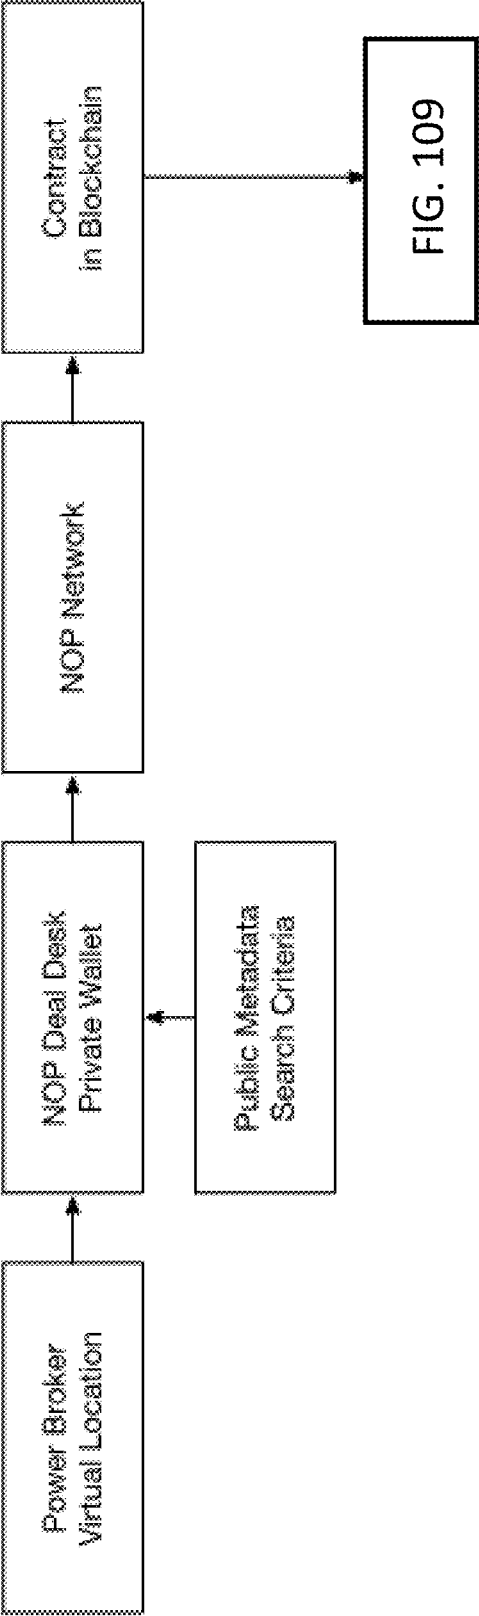 Power Broker
Virtual Location
NOP Deal Desk
Private Wallet
Public Metadata
Search Criteria
NOP Network
Contract
in Blockchain
FIG. 109